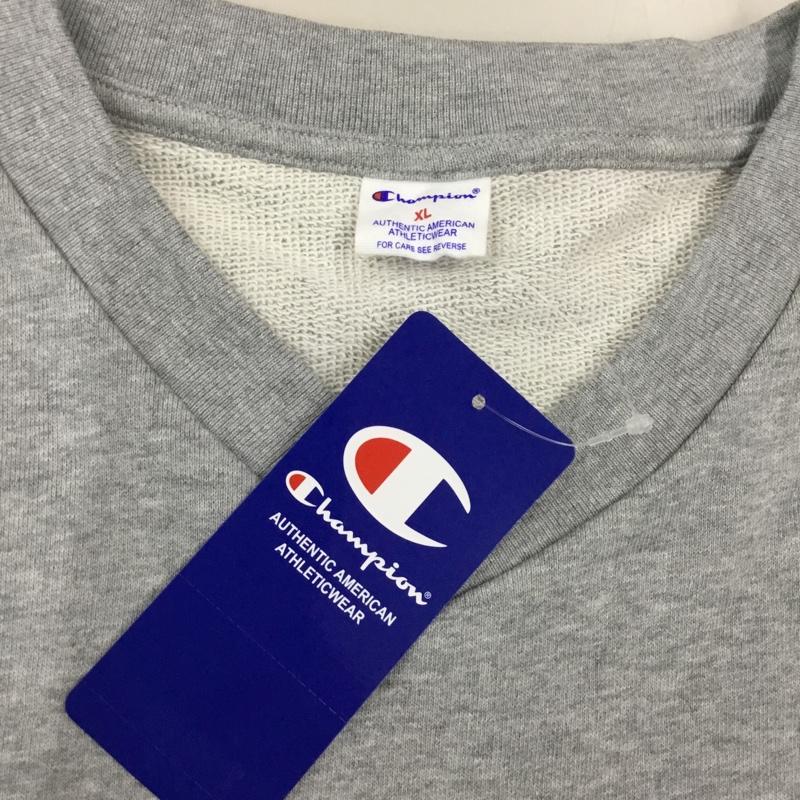 Champion®
XL
AUTHENTIC AMERICAN
ATHLETICWEAR
FOR CARE SEE REVERSE
Champion®
AUTHENTIC AMERICAN
ATHLETICWEAR